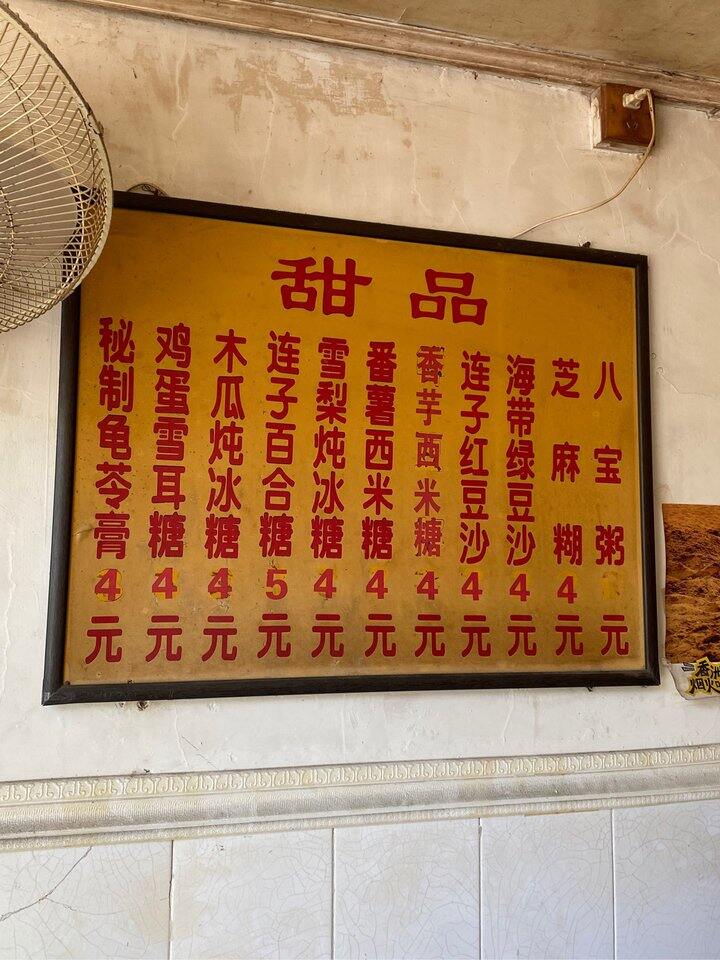 甜品
秘制龟苓膏4元
鸡蛋雪耳糖4元
木瓜炖冰糖4元
连子百合糖5元
雪梨炖冰糖4元
番薯西米糖4元
香芋西米糖4元
连子红豆沙4元
海带绿豆沙4元
芝麻糊4元
八宝粥元
香洲